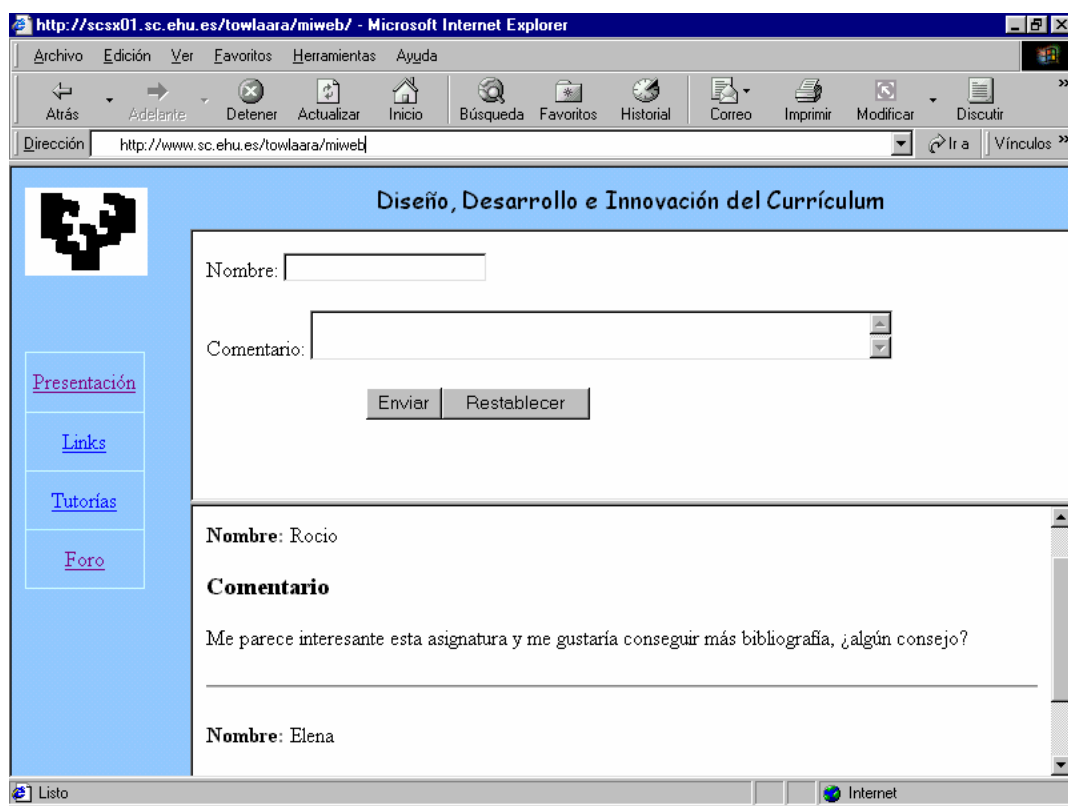 http://scsx01.sc.ehu.es/towlaara/miweb/ - Microsoft Internet Explorer
Archivo Edición Ver Favoritos Herramientas Ayuda
Atrás Adelante Detener Actualizar Inicio Búsqueda Favoritos Historial Correo Imprimir Modificar Discutir »
Dirección http://www.sc.ehu.es/towlaara/miweb Ir a Vínculos »
Diseño, Desarrollo e Innovación del Currículum
Nombre:
Comentario:
Enviar Restablecer
Presentación
Links
Tutorías
Foro
Nombre: Rocio
Comentario
Me parece interesante esta asignatura y me gustaría conseguir más bibliografía, ¿algún consejo?
Nombre: Elena
Listo Internet